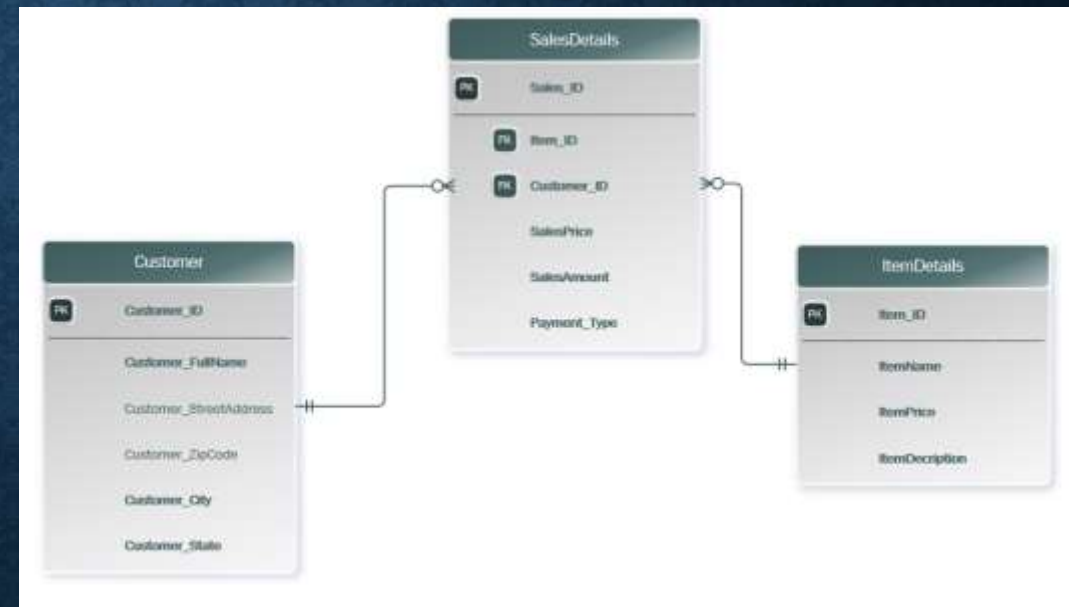 SalesDetails
PK Sales_ID
FK Item_ID
FK Customer_ID
SalesPrice
SalesAmount
Payment_Type
Customer
PK Customer_ID
Customer_FullName
Customer_StreetAddress
Customer_ZipCode
Customer_City
Customer_State
ItemDetails
PK Item_ID
ItemName
ItemPrice
ItemDecription